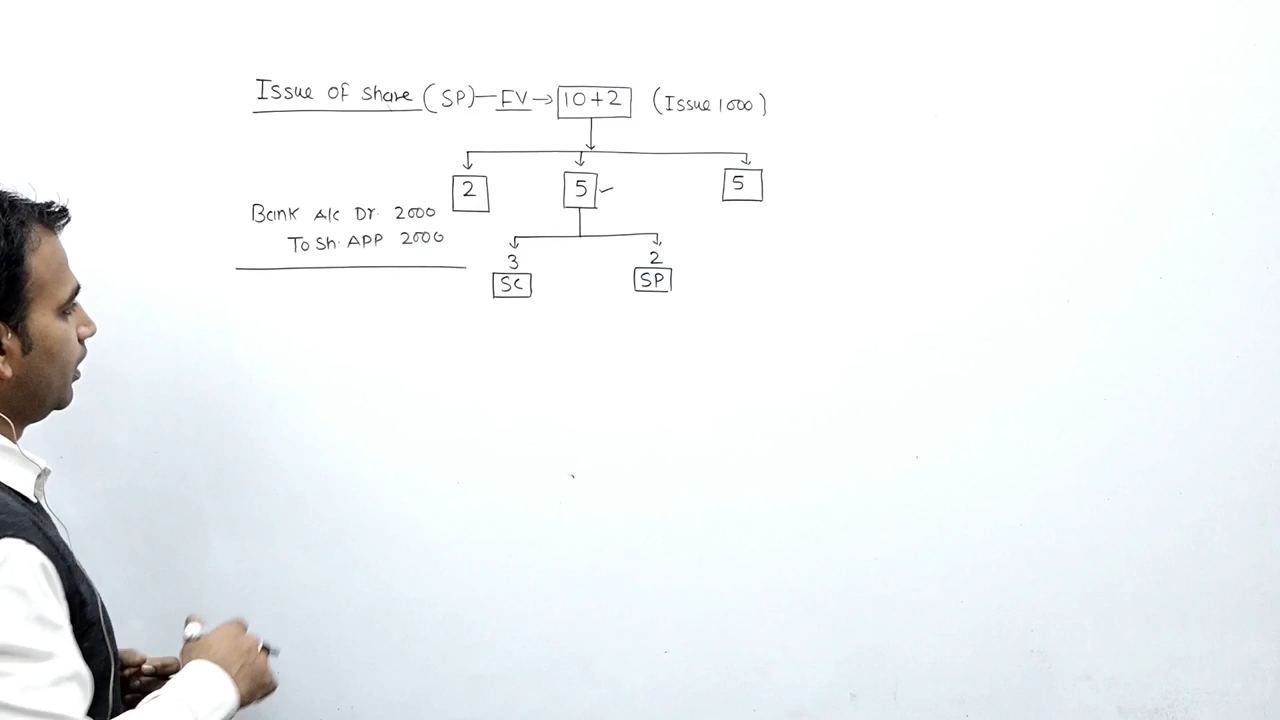 Issue of share (SP) — FV → 10+2 (Issue 1000)
2 5 ✓ 5
Bank A/c Dr. 2000
To Sh. APP 2000
3 2
SC SP